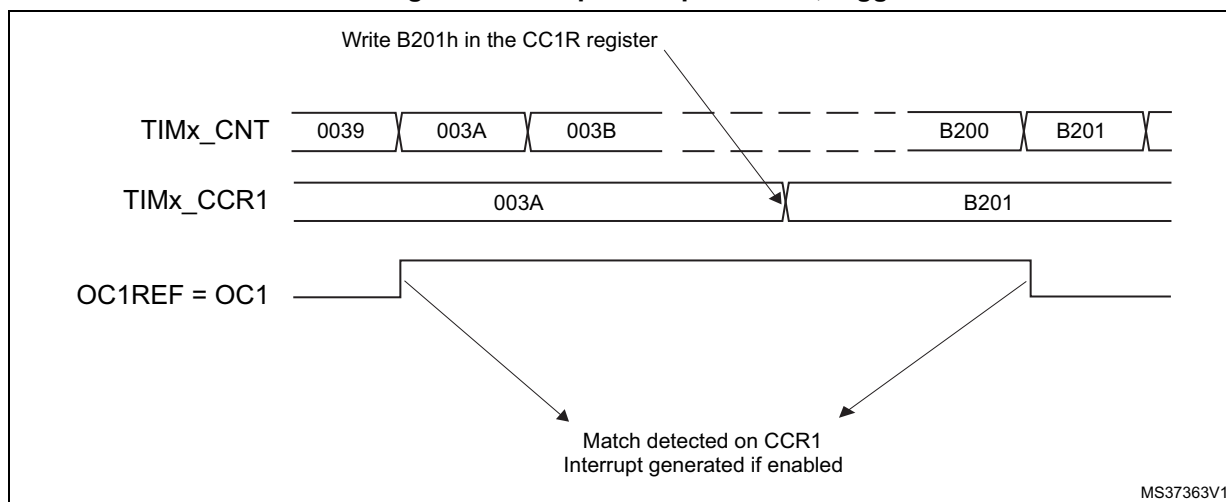 Write B201h in the CC1R register
TIMx_CNT 0039 003A 003B B200 B201
TIMx_CCR1 003A B201
OC1REF = OC1
Match detected on CCR1
Interrupt generated if enabled
MS37363V1